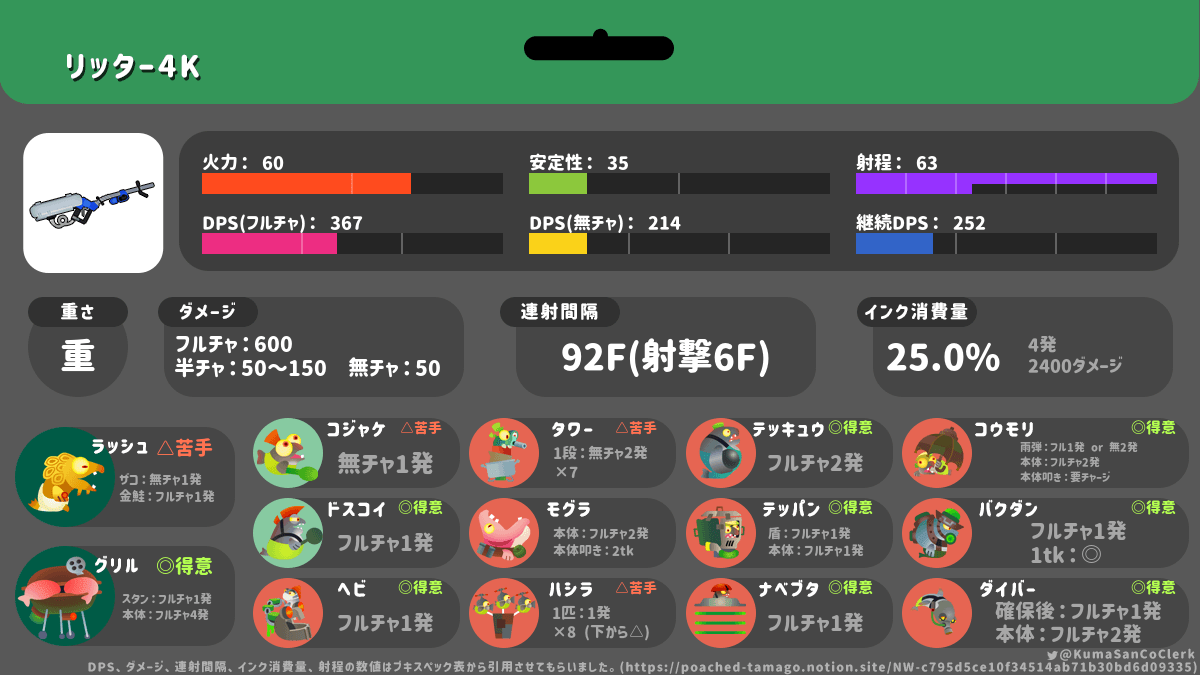 リッター4K
火力： 60
安定性： 35
射程： 63
DPS(フルチャ)： 367
DPS(無チャ)： 214
継続DPS： 252
重さ
重
ダメージ
フルチャ：600
半チャ：50〜150　無チャ：50
連射間隔
92F(射撃6F)
インク消費量
25.0%
4発
2400ダメージ
ラッシュ △苦手
ザコ：無チャ1発
金鮭：フルチャ1発
グリル ◎得意
スタン：フルチャ1発
本体：フルチャ4発
コジャケ △苦手
無チャ1発
タワー △苦手
1段：無チャ2発
×7
テッキュウ ◎得意
フルチャ2発
コウモリ ◎得意
雨弾：フル1発 or 無2発
本体：フルチャ2発
本体叩き：要チャージ
ドスコイ ◎得意
フルチャ1発
モグラ
本体：フルチャ2発
本体叩き：2tk
テッパン ◎得意
盾：フルチャ1発
本体：フルチャ1発
バクダン ◎得意
フルチャ1発
1tk：◎
ヘビ ◎得意
フルチャ1発
ハシラ △苦手
1匹：1発
×8 (下から△)
ナベブタ ◎得意
フルチャ1発
ダイバー ◎得意
確保後：フルチャ1発
本体：フルチャ2発
@KumaSanCoClerk
DPS、ダメージ、連射間隔、インク消費量、射程の数値はブキスペック表から引用させてもらいました。(https://poached-tamago.notion.site/NW-c795d5ce10f34514ab71b30bd6d09335)